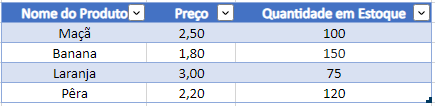 Nome do Produto Preço Quantidade em Estoque
Maçã 2,50 100
Banana 1,80 150
Laranja 3,00 75
Pêra 2,20 120